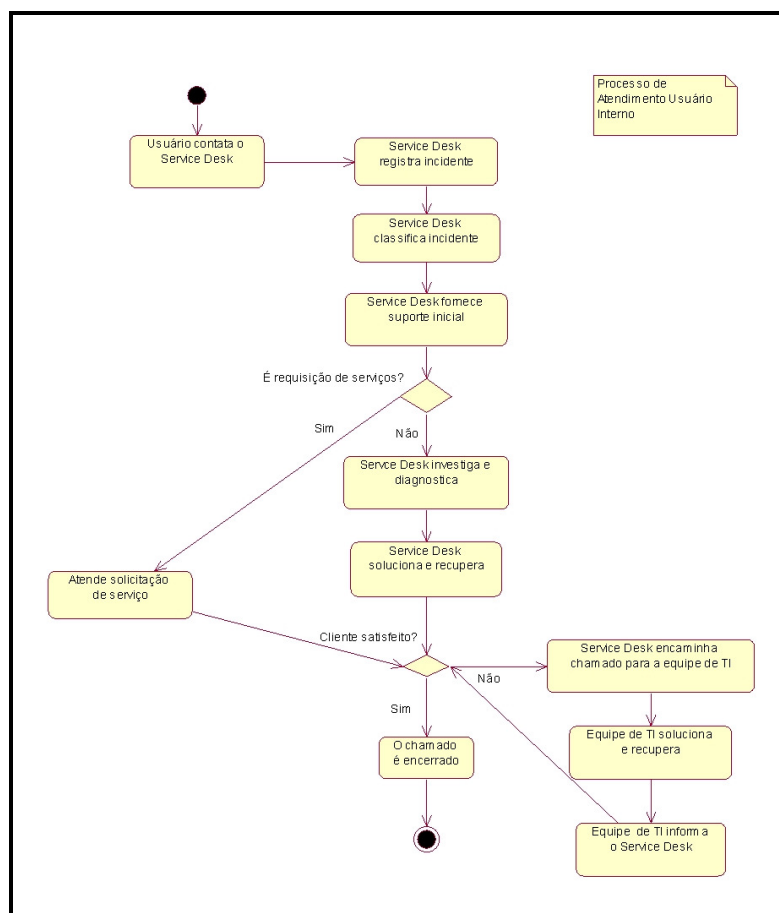 Processo de
Atendimento Usuário
Interno
Usuário contata o
Service Desk
Service Desk
registra incidente
Service Desk
classifica incidente
Service Desk fornece
suporte inicial
É requisição de serviços?
Sim
Não
Servce Desk investiga e
diagnostica
Service Desk
soluciona e recupera
Atende solicitação
de serviço
Cliente satisfeito?
Não
Service Desk encaminha
chamado para a equipe de TI
Sim
Equipe de TI soluciona
e recupera
O chamado
é encerrado
Equipe de TI informa
o Service Desk